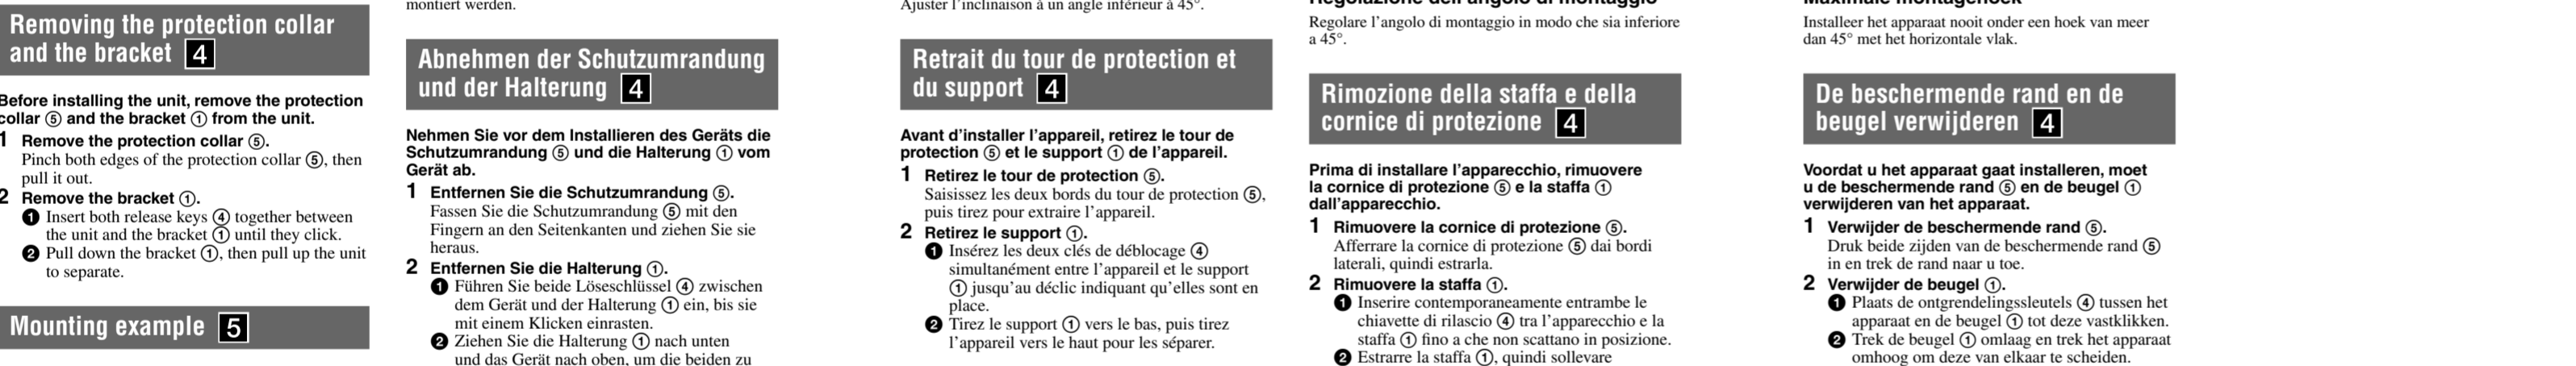 Removing the protection collar
and the bracket 4
Before installing the unit, remove the protection
collar ⑤ and the bracket ① from the unit.
1 Remove the protection collar ⑤.
Pinch both edges of the protection collar ⑤, then
pull it out.
2 Remove the bracket ①.
❶ Insert both release keys ④ together between
the unit and the bracket ① until they click.
❷ Pull down the bracket ①, then pull up the unit
to separate.
Mounting example 5
montiert werden.
Abnehmen der Schutzumrandung
und der Halterung 4
Nehmen Sie vor dem Installieren des Geräts die
Schutzumrandung ⑤ und die Halterung ① vom
Gerät ab.
1 Entfernen Sie die Schutzumrandung ⑤.
Fassen Sie die Schutzumrandung ⑤ mit den
Fingern an den Seitenkanten und ziehen Sie sie
heraus.
2 Entfernen Sie die Halterung ①.
❶ Führen Sie beide Löseschlüssel ④ zwischen
dem Gerät und der Halterung ① ein, bis sie
mit einem Klicken einrasten.
❷ Ziehen Sie die Halterung ① nach unten
und das Gerät nach oben, um die beiden zu
Ajuster l'inclinaison à un angle inférieur à 45°.
Retrait du tour de protection et
du support 4
Avant d'installer l'appareil, retirez le tour de
protection ⑤ et le support ① de l'appareil.
1 Retirez le tour de protection ⑤.
Saisissez les deux bords du tour de protection ⑤,
puis tirez pour extraire l'appareil.
2 Retirez le support ①.
❶ Insérez les deux clés de déblocage ④
simultanément entre l'appareil et le support
① jusqu'au déclic indiquant qu'elles sont en
place.
❷ Tirez le support ① vers le bas, puis tirez
l'appareil vers le haut pour les séparer.
Regolazione dell'angolo di montaggio
Regolare l'angolo di montaggio in modo che sia inferiore
a 45°.
Rimozione della staffa e della
cornice di protezione 4
Prima di installare l'apparecchio, rimuovere
la cornice di protezione ⑤ e la staffa ①
dall'apparecchio.
1 Rimuovere la cornice di protezione ⑤.
Afferrare la cornice di protezione ⑤ dai bordi
laterali, quindi estrarla.
2 Rimuovere la staffa ①.
❶ Inserire contemporaneamente entrambe le
chiavette di rilascio ④ tra l'apparecchio e la
staffa ① fino a che non scattano in posizione.
❷ Estrarre la staffa ①, quindi sollevare
Maximale montagehoek
Installeer het apparaat nooit onder een hoek van meer
dan 45° met het horizontale vlak.
De beschermende rand en de
beugel verwijderen 4
Voordat u het apparaat gaat installeren, moet
u de beschermende rand ⑤ en de beugel ①
verwijderen van het apparaat.
1 Verwijder de beschermende rand ⑤.
Druk beide zijden van de beschermende rand ⑤
in en trek de rand naar u toe.
2 Verwijder de beugel ①.
❶ Plaats de ontgrendelingssleutels ④ tussen het
apparaat en de beugel ① tot deze vastklikken.
❷ Trek de beugel ① omlaag en trek het apparaat
omhoog om deze van elkaar te scheiden.